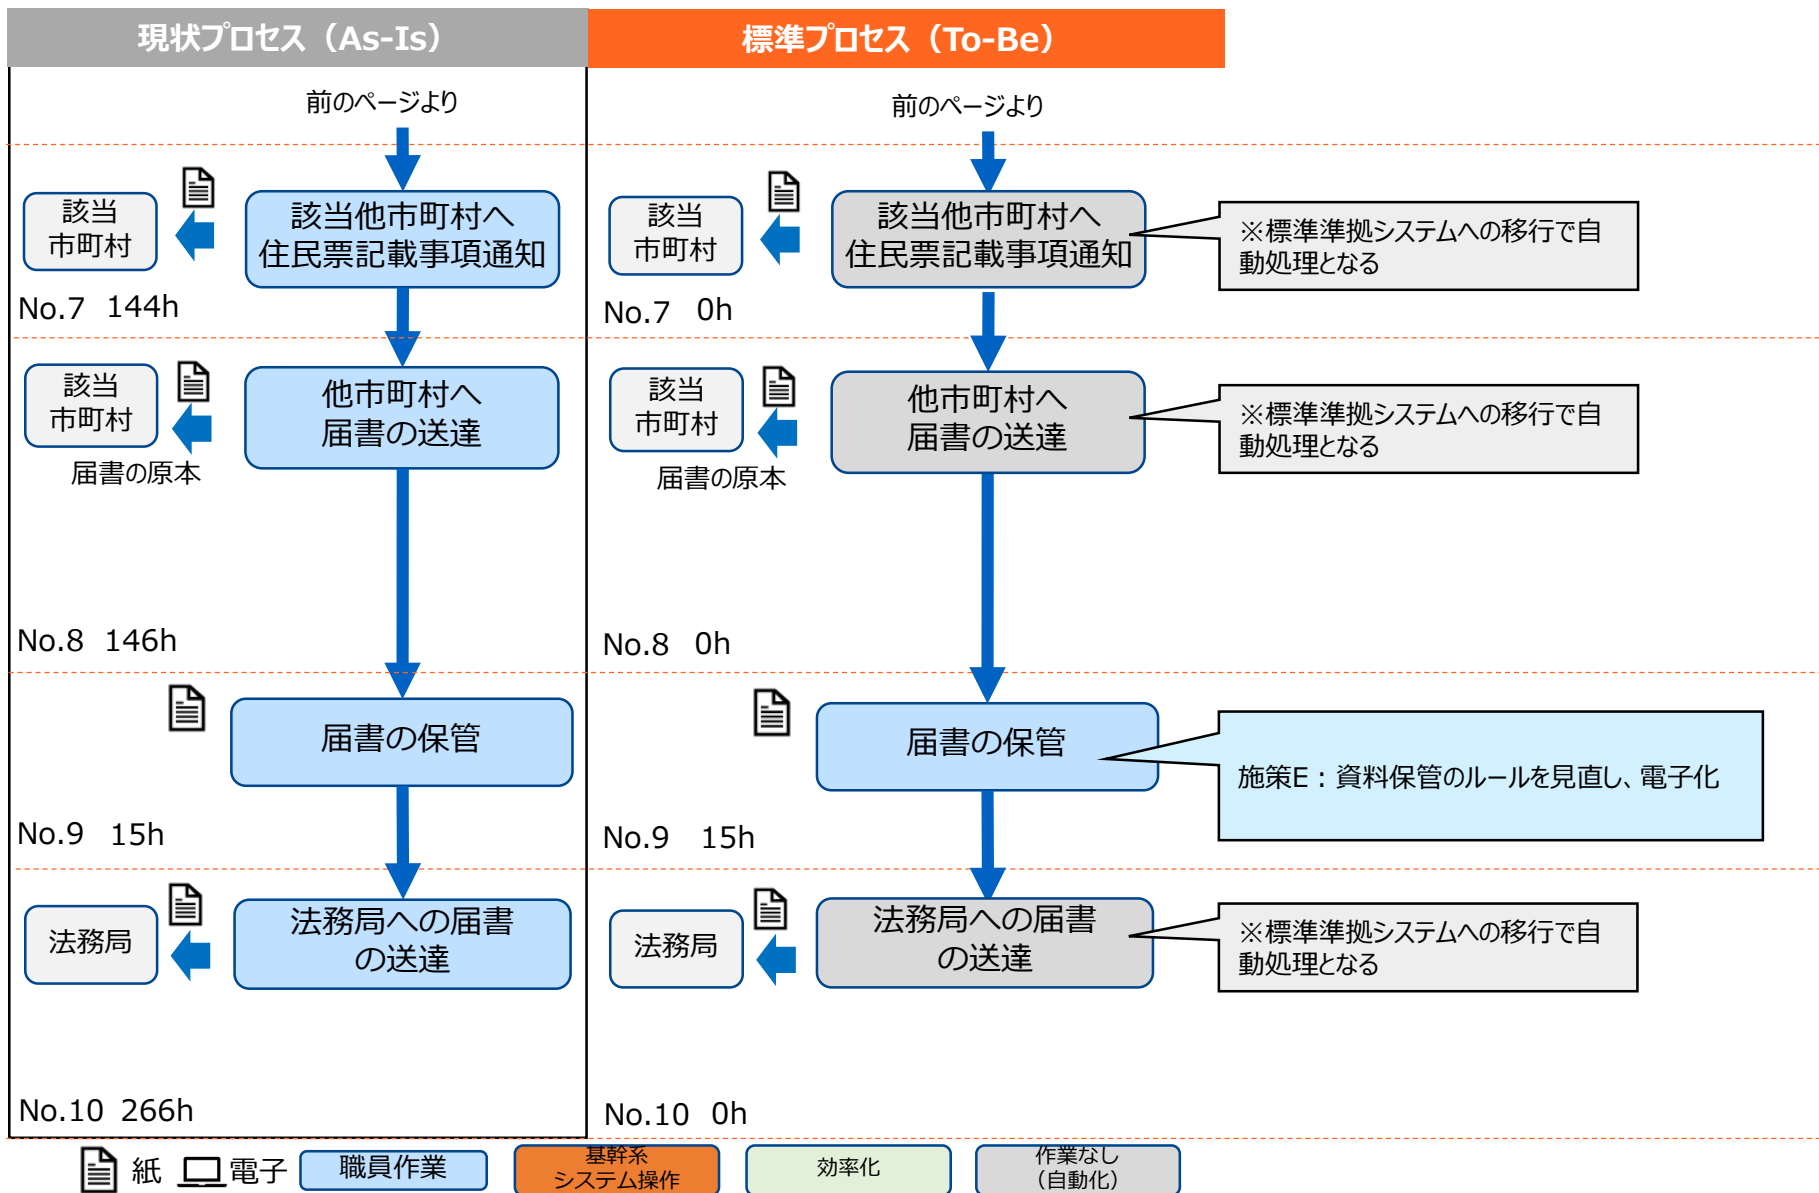 現状プロセス（As-Is）
標準プロセス（To-Be）
前のページより
前のページより
該当
市町村
該当他市町村へ
住民票記載事項通知
No.7 144h
該当
市町村
該当他市町村へ
住民票記載事項通知
※標準準拠システムへの移行で自
動処理となる
No.7 0h
該当
市町村
届書の原本
他市町村へ
届書の送達
No.8 146h
該当
市町村
届書の原本
他市町村へ
届書の送達
※標準準拠システムへの移行で自
動処理となる
No.8 0h
届書の保管
No.9 15h
届書の保管
施策E：資料保管のルールを見直し、電子化
No.9 15h
法務局
法務局への届書
の送達
No.10 266h
法務局
法務局への届書
の送達
※標準準拠システムへの移行で自
動処理となる
No.10 0h
紙
電子
職員作業
基幹系
システム操作
効率化
作業なし
（自動化）